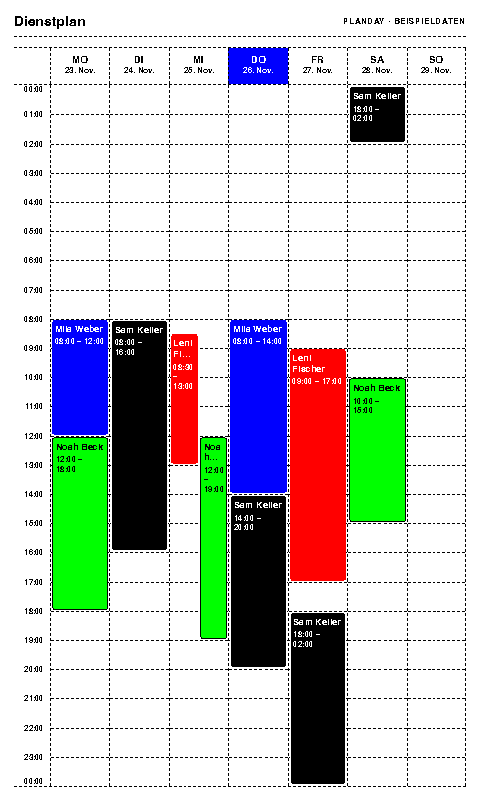 Dienstplan
PLANDAY · BEISPIELDATEN
MO
23. Nov.
DI
24. Nov.
MI
25. Nov.
DO
26. Nov.
FR
27. Nov.
SA
28. Nov.
SO
29. Nov.
00:00
01:00
02:00
03:00
04:00
05:00
06:00
07:00
08:00
09:00
10:00
11:00
12:00
13:00
14:00
15:00
16:00
17:00
18:00
19:00
20:00
21:00
22:00
23:00
00:00
Mila Weber
08:00 – 12:00
Noah Beck
12:00 –
18:00
Sam Keller
08:00 –
16:00
Leni
Fi...
08:30
–
13:00
Noa
h...
12:00
–
19:00
Mila Weber
08:00 – 14:00
Sam Keller
14:00 –
20:00
Leni
Fischer
09:00 – 17:00
Sam Keller
18:00 –
02:00
Sam Keller
18:00 –
02:00
Noah Beck
10:00 –
15:00